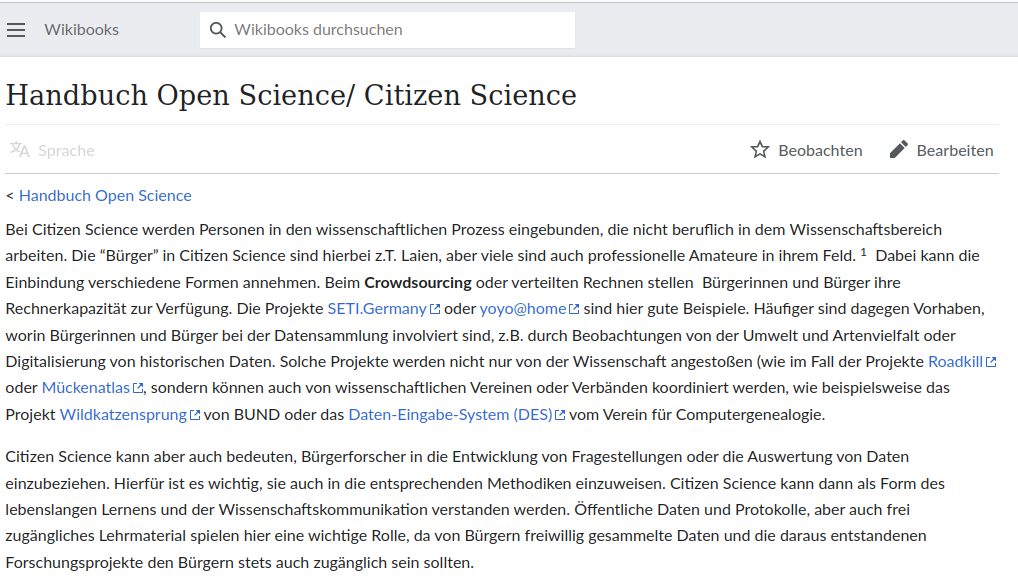 Wikibooks
Wikibooks durchsuchen
Handbuch Open Science/ Citizen Science
Sprache
Beobachten
Bearbeiten
< Handbuch Open Science
Bei Citizen Science werden Personen in den wissenschaftlichen Prozess eingebunden, die nicht beruflich in dem Wissenschaftsbereich
arbeiten. Die “Bürger” in Citizen Science sind hierbei z.T. Laien, aber viele sind auch professionelle Amateure in ihrem Feld. 1 Dabei kann die
Einbindung verschiedene Formen annehmen. Beim Crowdsourcing oder verteilten Rechnen stellen Bürgerinnen und Bürger ihre
Rechnerkapazität zur Verfügung. Die Projekte SETI.Germany oder yoyo@home sind hier gute Beispiele. Häufiger sind dagegen Vorhaben,
worin Bürgerinnen und Bürger bei der Datensammlung involviert sind, z.B. durch Beobachtungen von der Umwelt und Artenvielfalt oder
Digitalisierung von historischen Daten. Solche Projekte werden nicht nur von der Wissenschaft angestoßen (wie im Fall der Projekte Roadkill
oder Mückenatlas, sondern können auch von wissenschaftlichen Vereinen oder Verbänden koordiniert werden, wie beispielsweise das
Projekt Wildkatzensprung von BUND oder das Daten-Eingabe-System (DES) vom Verein für Computergenealogie.
Citizen Science kann aber auch bedeuten, Bürgerforscher in die Entwicklung von Fragestellungen oder die Auswertung von Daten
einzubeziehen. Hierfür ist es wichtig, sie auch in die entsprechenden Methodiken einzuweisen. Citizen Science kann dann als Form des
lebenslangen Lernens und der Wissenschaftskommunikation verstanden werden. Öffentliche Daten und Protokolle, aber auch frei
zugängliches Lehrmaterial spielen hier eine wichtige Rolle, da von Bürgern freiwillig gesammelte Daten und die daraus entstandenen
Forschungsprojekte den Bürgern stets auch zugänglich sein sollten.